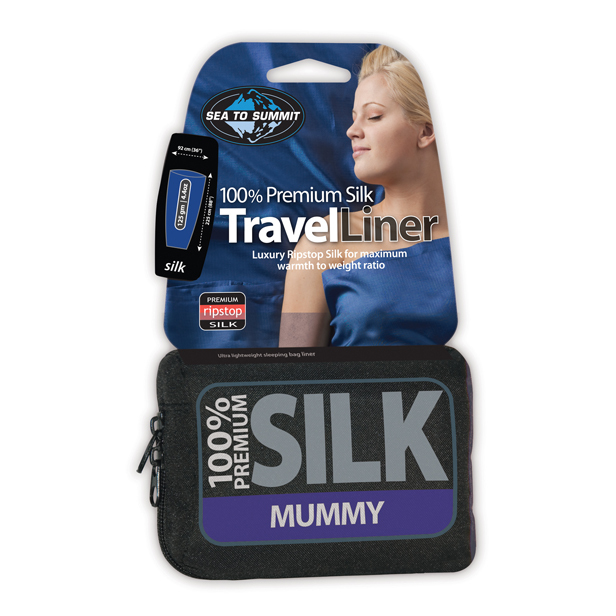 SEA TO SUMMIT
92 cm (36")
125 gm | 4.4oz
225 cm (88")
silk
100% Premium Silk
TravelLiner
Luxury Ripstop Silk for maximum
warmth to weight ratio
PREMIUM
ripstop
SILK
Ultra lightweight sleeping bag liner
100%
PREMIUM
SILK
MUMMY